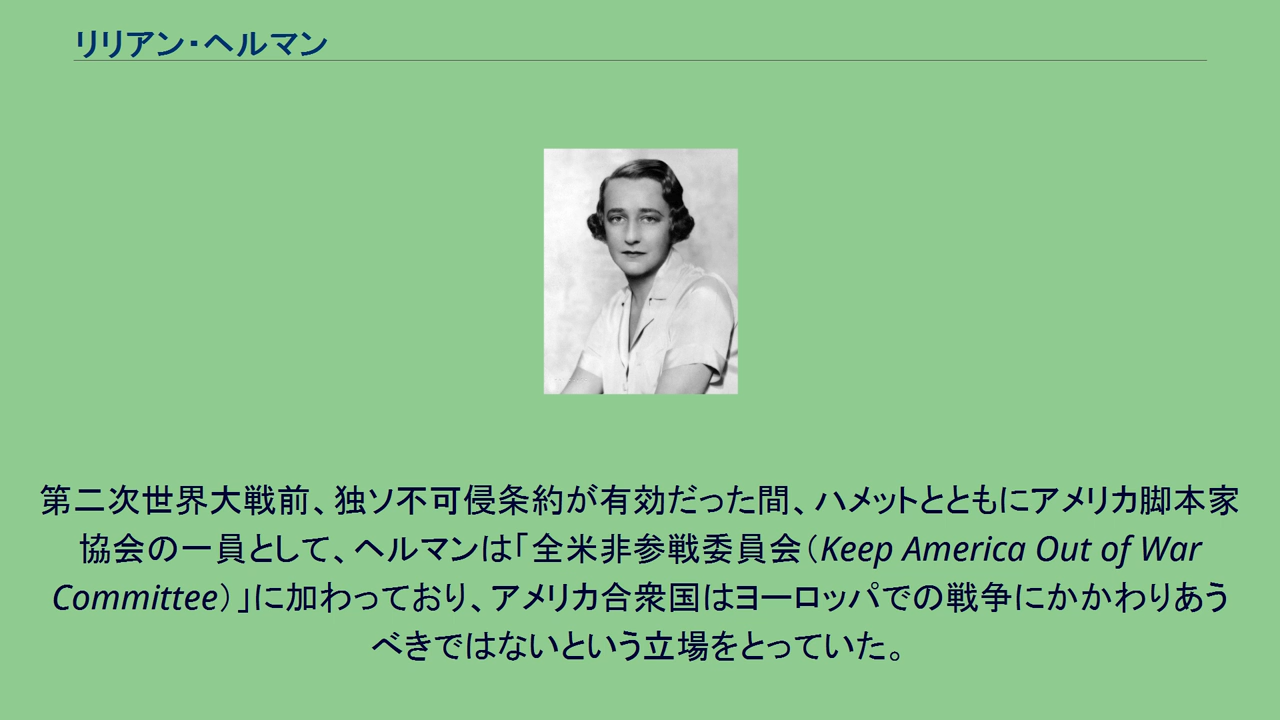 リリアン・ヘルマン
第二次世界大戦前、独ソ不可侵条約が有効だった間、ハメットとともにアメリカ脚本家
協会の一員として、ヘルマンは「全米非参戦委員会（Keep America Out of War
Committee）」に加わっており、アメリカ合衆国はヨーロッパでの戦争にかかわりあう
べきではないという立場をとっていた。